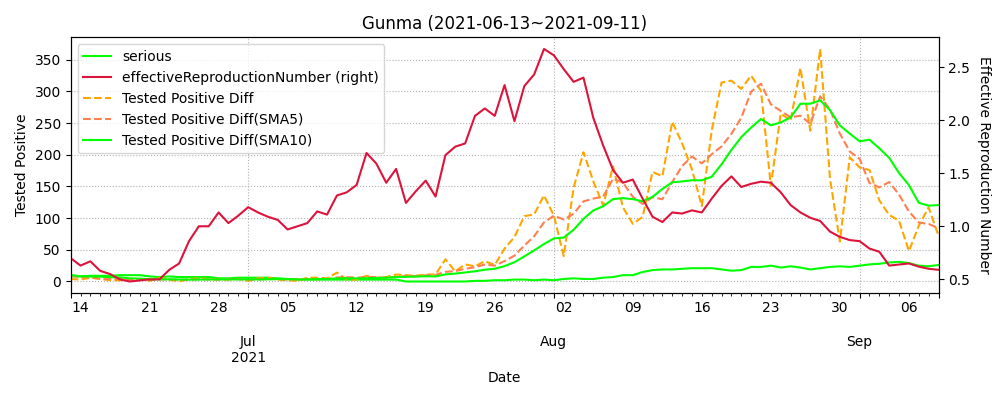 Gunma (2021-06-13~2021-09-11)
serious
effectiveReproductionNumber (right)
Tested Positive Diff
Tested Positive Diff(SMA5)
Tested Positive Diff(SMA10)
Tested Positive
350
300
250
200
150
100
50
0
2.5
2.0
1.5
1.0
0.5
Effective Reproduction Number
14 21 28 05 12 19 26 02 09 16 23 30 06
Jul Aug Sep
2021
Date